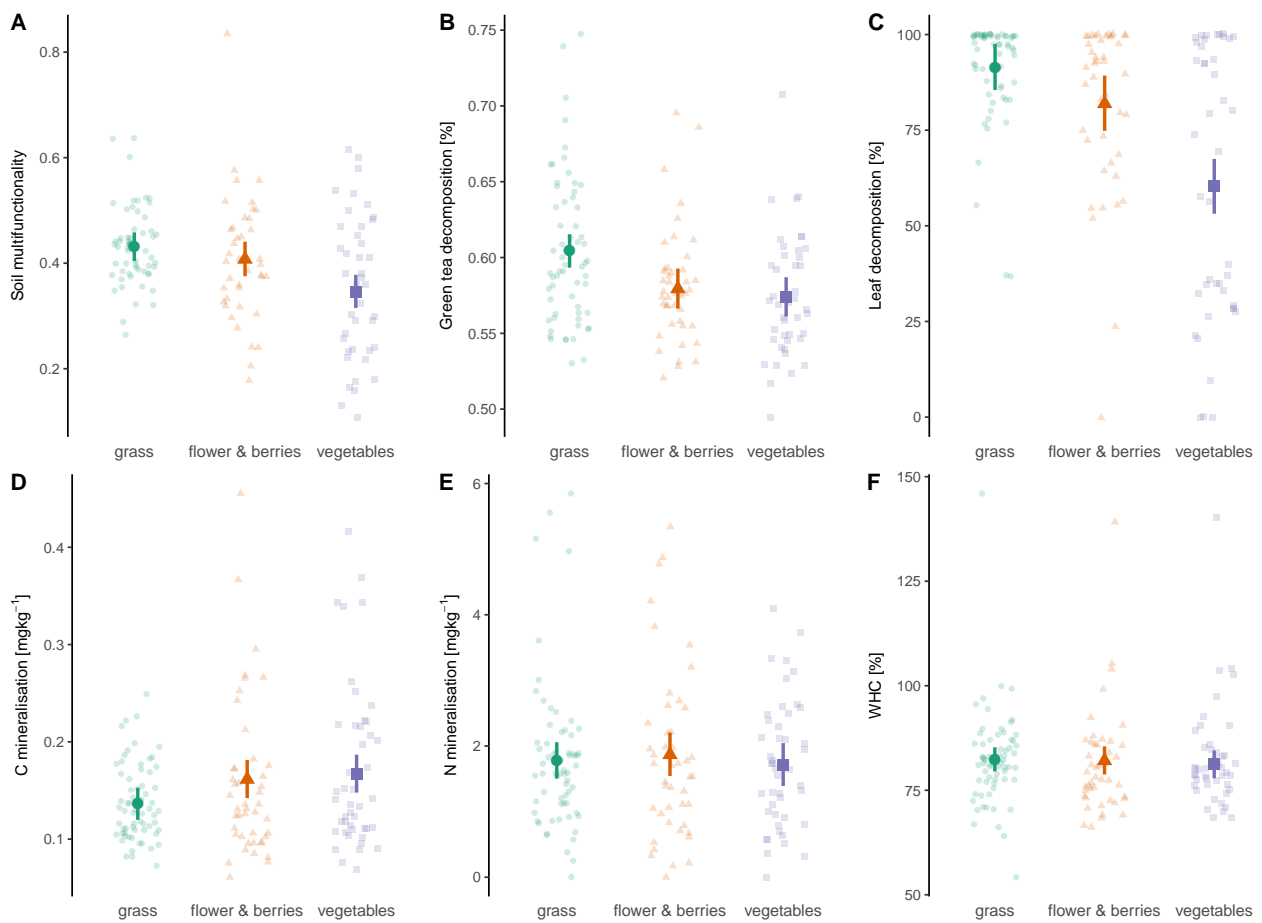 A
Soil multifunctionality
0.8
0.6
0.4
0.2
grass flower & berries vegetables
B
Green tea decomposition [%]
0.75
0.70
0.65
0.60
0.55
0.50
grass flower & berries vegetables
C
Leaf decomposition [%]
100
75
50
25
0
grass flower & berries vegetables
D
C mineralisation [mgkg⁻¹]
0.4
0.3
0.2
0.1
grass flower & berries vegetables
E
N mineralisation [mgkg⁻¹]
6
4
2
0
grass flower & berries vegetables
F
WHC [%]
150
125
100
75
50
grass flower & berries vegetables